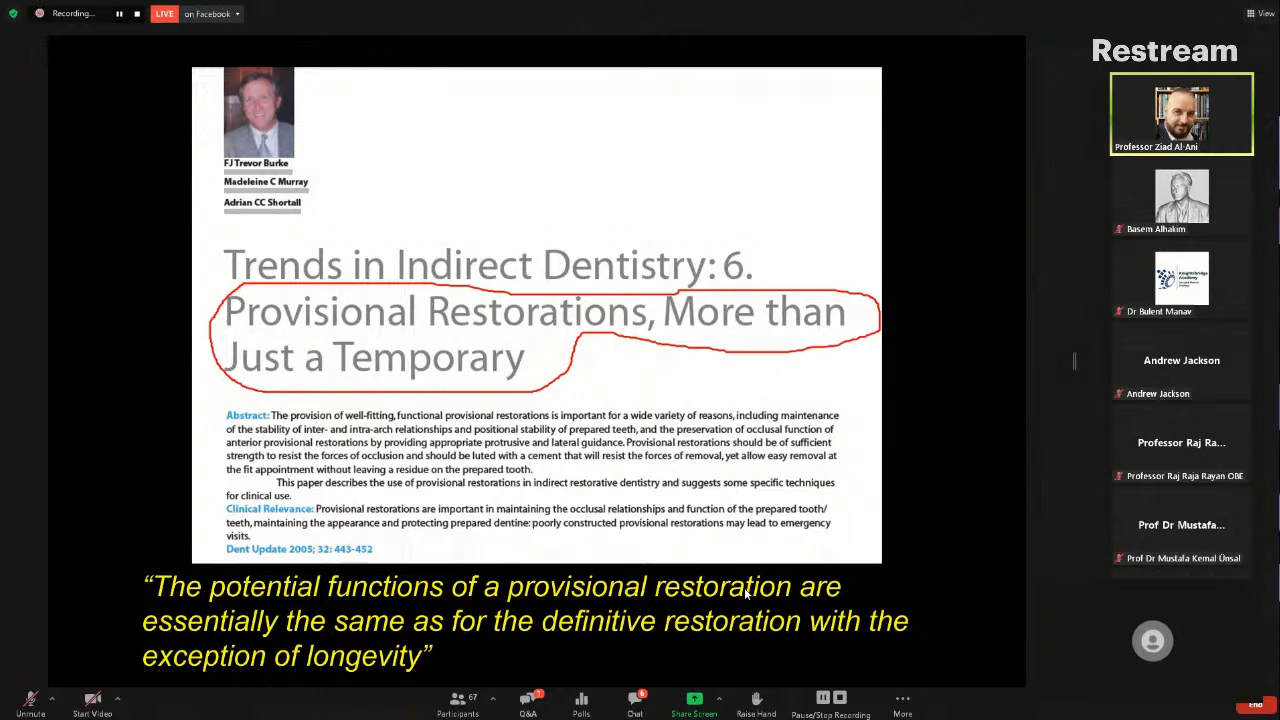 Recording...
LIVE
on Facebook
View
Restream
FJ Trevor Burke
Madeleine C Murray
Adrian CC Shortall
Trends in Indirect Dentistry: 6.
Provisional Restorations, More than
Just a Temporary
Abstract: The provision of well-fitting, functional provisional restorations is important for a wide variety of reasons, including maintenance
of the stability of inter- and intra-arch relationships and positional stability of prepared teeth, and the preservation of occlusal function of
anterior provisional restorations by providing appropriate protrusive and lateral guidance. Provisional restorations should be of sufficient
strength to resist the forces of occlusion and should be luted with a cement that will resist the forces of removal, yet allow easy removal at
the fit appointment without leaving a residue on the prepared tooth.
This paper describes the use of provisional restorations in indirect restorative dentistry and suggests some specific techniques
for clinical use.
Clinical Relevance: Provisional restorations are important in maintaining the occlusal relationships and function of the prepared tooth/
teeth, maintaining the appearance and protecting prepared dentine: poorly constructed provisional restorations may lead to emergency
visits.
Dent Update 2005; 32: 443-452
“The potential functions of a provisional restoration are
essentially the same as for the definitive restoration with the
exception of longevity”
Professor Ziad Al-Ani
Basem Alhakim
Knightsbridge
Academy
Dr Bulent Manav
Andrew Jackson
Andrew Jackson
Professor Raj Ra...
Professor Raj Raja Rayan OBE
Prof Dr Mustafa...
Prof Dr Mustafa Kemal Ünsal
Unmute
Start Video
Participants
67
Q&A
1
Polls
Chat
6
Share Screen
Raise Hand
Pause/Stop Recording
More
End